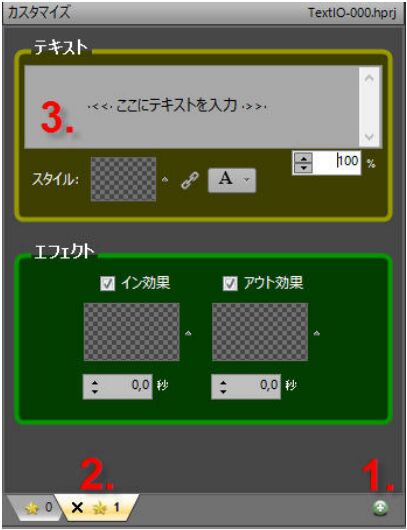 カスタマイズ TextIO-000.hprj
テキスト
·<<· ここにテキストを入力 ·>>·
3.
スタイル: A 100 %
エフェクト
イン効果 アウト効果
0,0 秒 0,0 秒
2. 1.
0 X 1